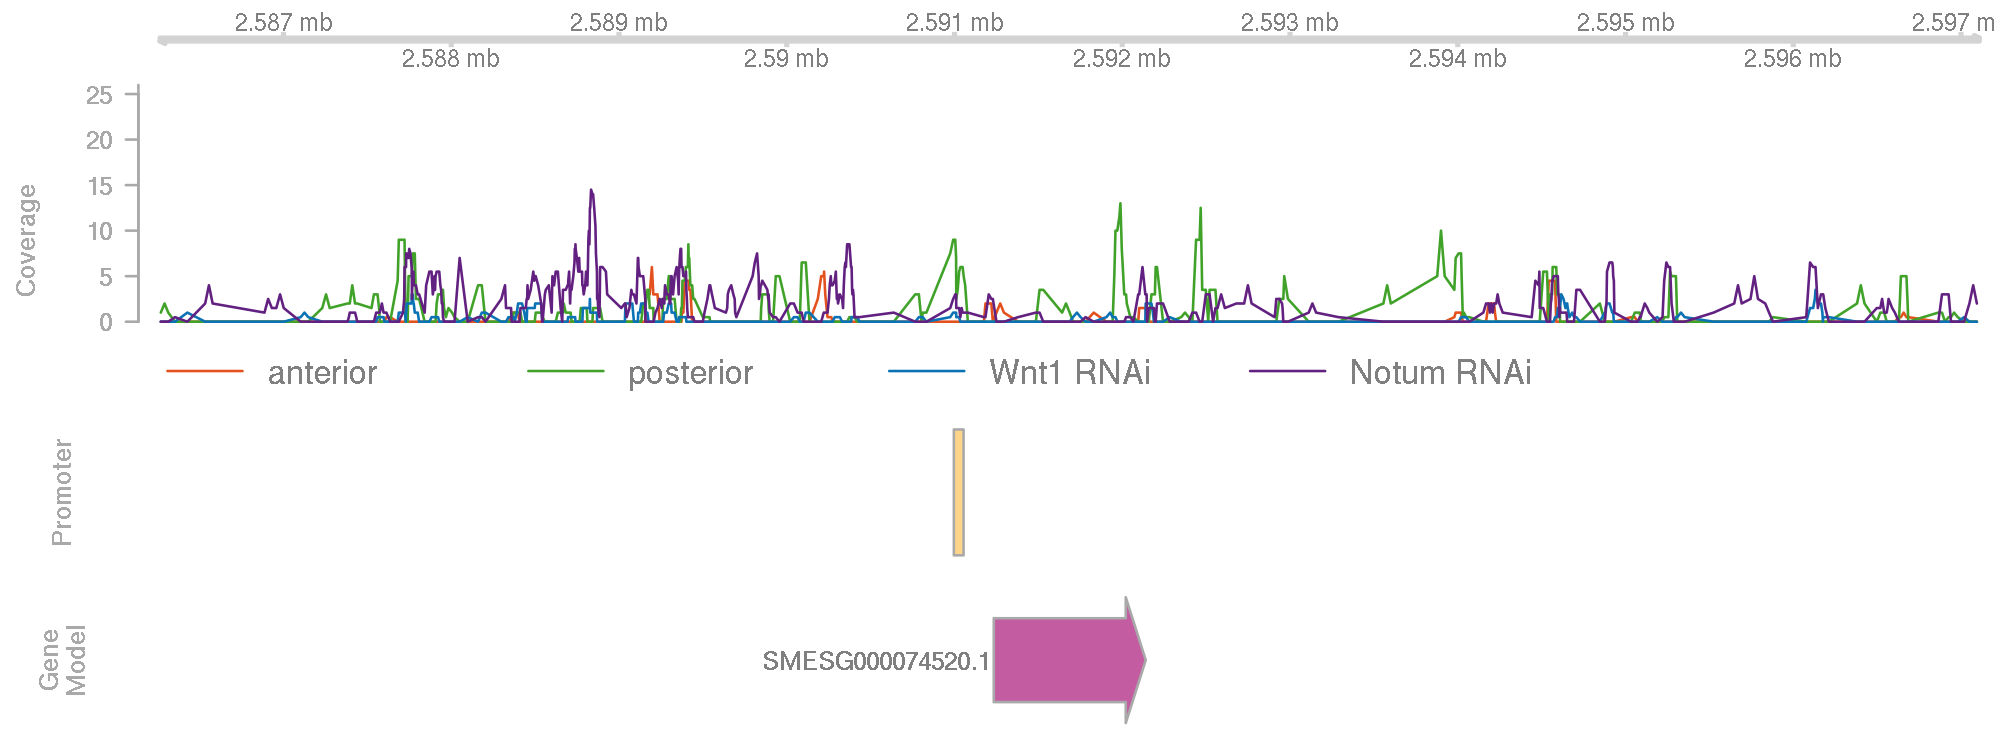 2.587 mb 2.589 mb 2.591 mb 2.593 mb 2.595 mb 2.597 m
2.588 mb 2.59 mb 2.592 mb 2.594 mb 2.596 mb
25
20
15
10
5
0
Coverage
anterior posterior Wnt1 RNAi Notum RNAi
Promoter
Gene
Model
SMESG000074520.1